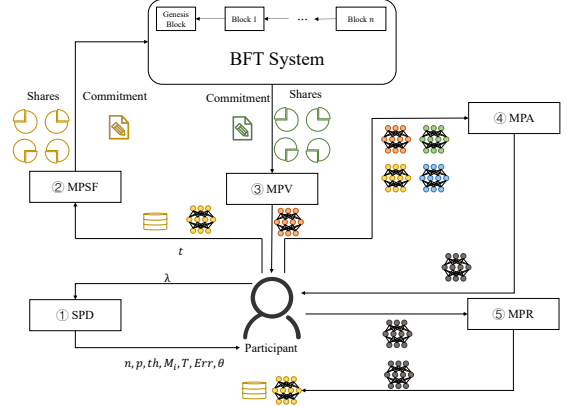 Genesis
Block
Block 1
...
Block n
BFT System
Shares
Commitment
Commitment
Shares
④ MPA
② MPSF
③ MPV
t
λ
① SPD
⑤ MPR
Participant
n, p, th, M_i, T, Err, θ